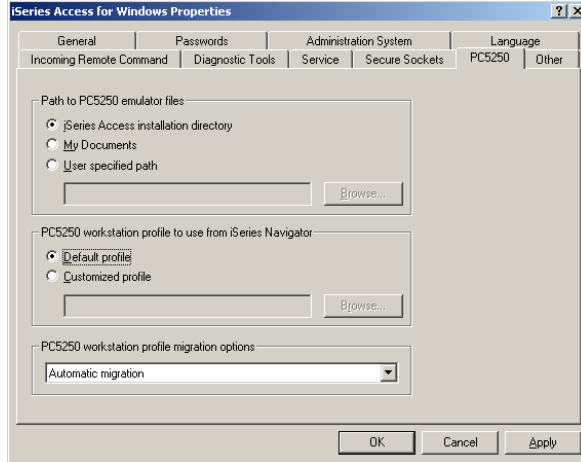 iSeries Access for Windows Properties
General Passwords Administration System Language
Incoming Remote Command Diagnostic Tools Service Secure Sockets PC5250 Other
Path to PC5250 emulator files
iSeries Access installation directory
My Documents
User specified path
Browse...
PC5250 workstation profile to use from iSeries Navigator
Default profile
Customized profile
Browse...
PC5250 workstation profile migration options
Automatic migration
OK Cancel Apply